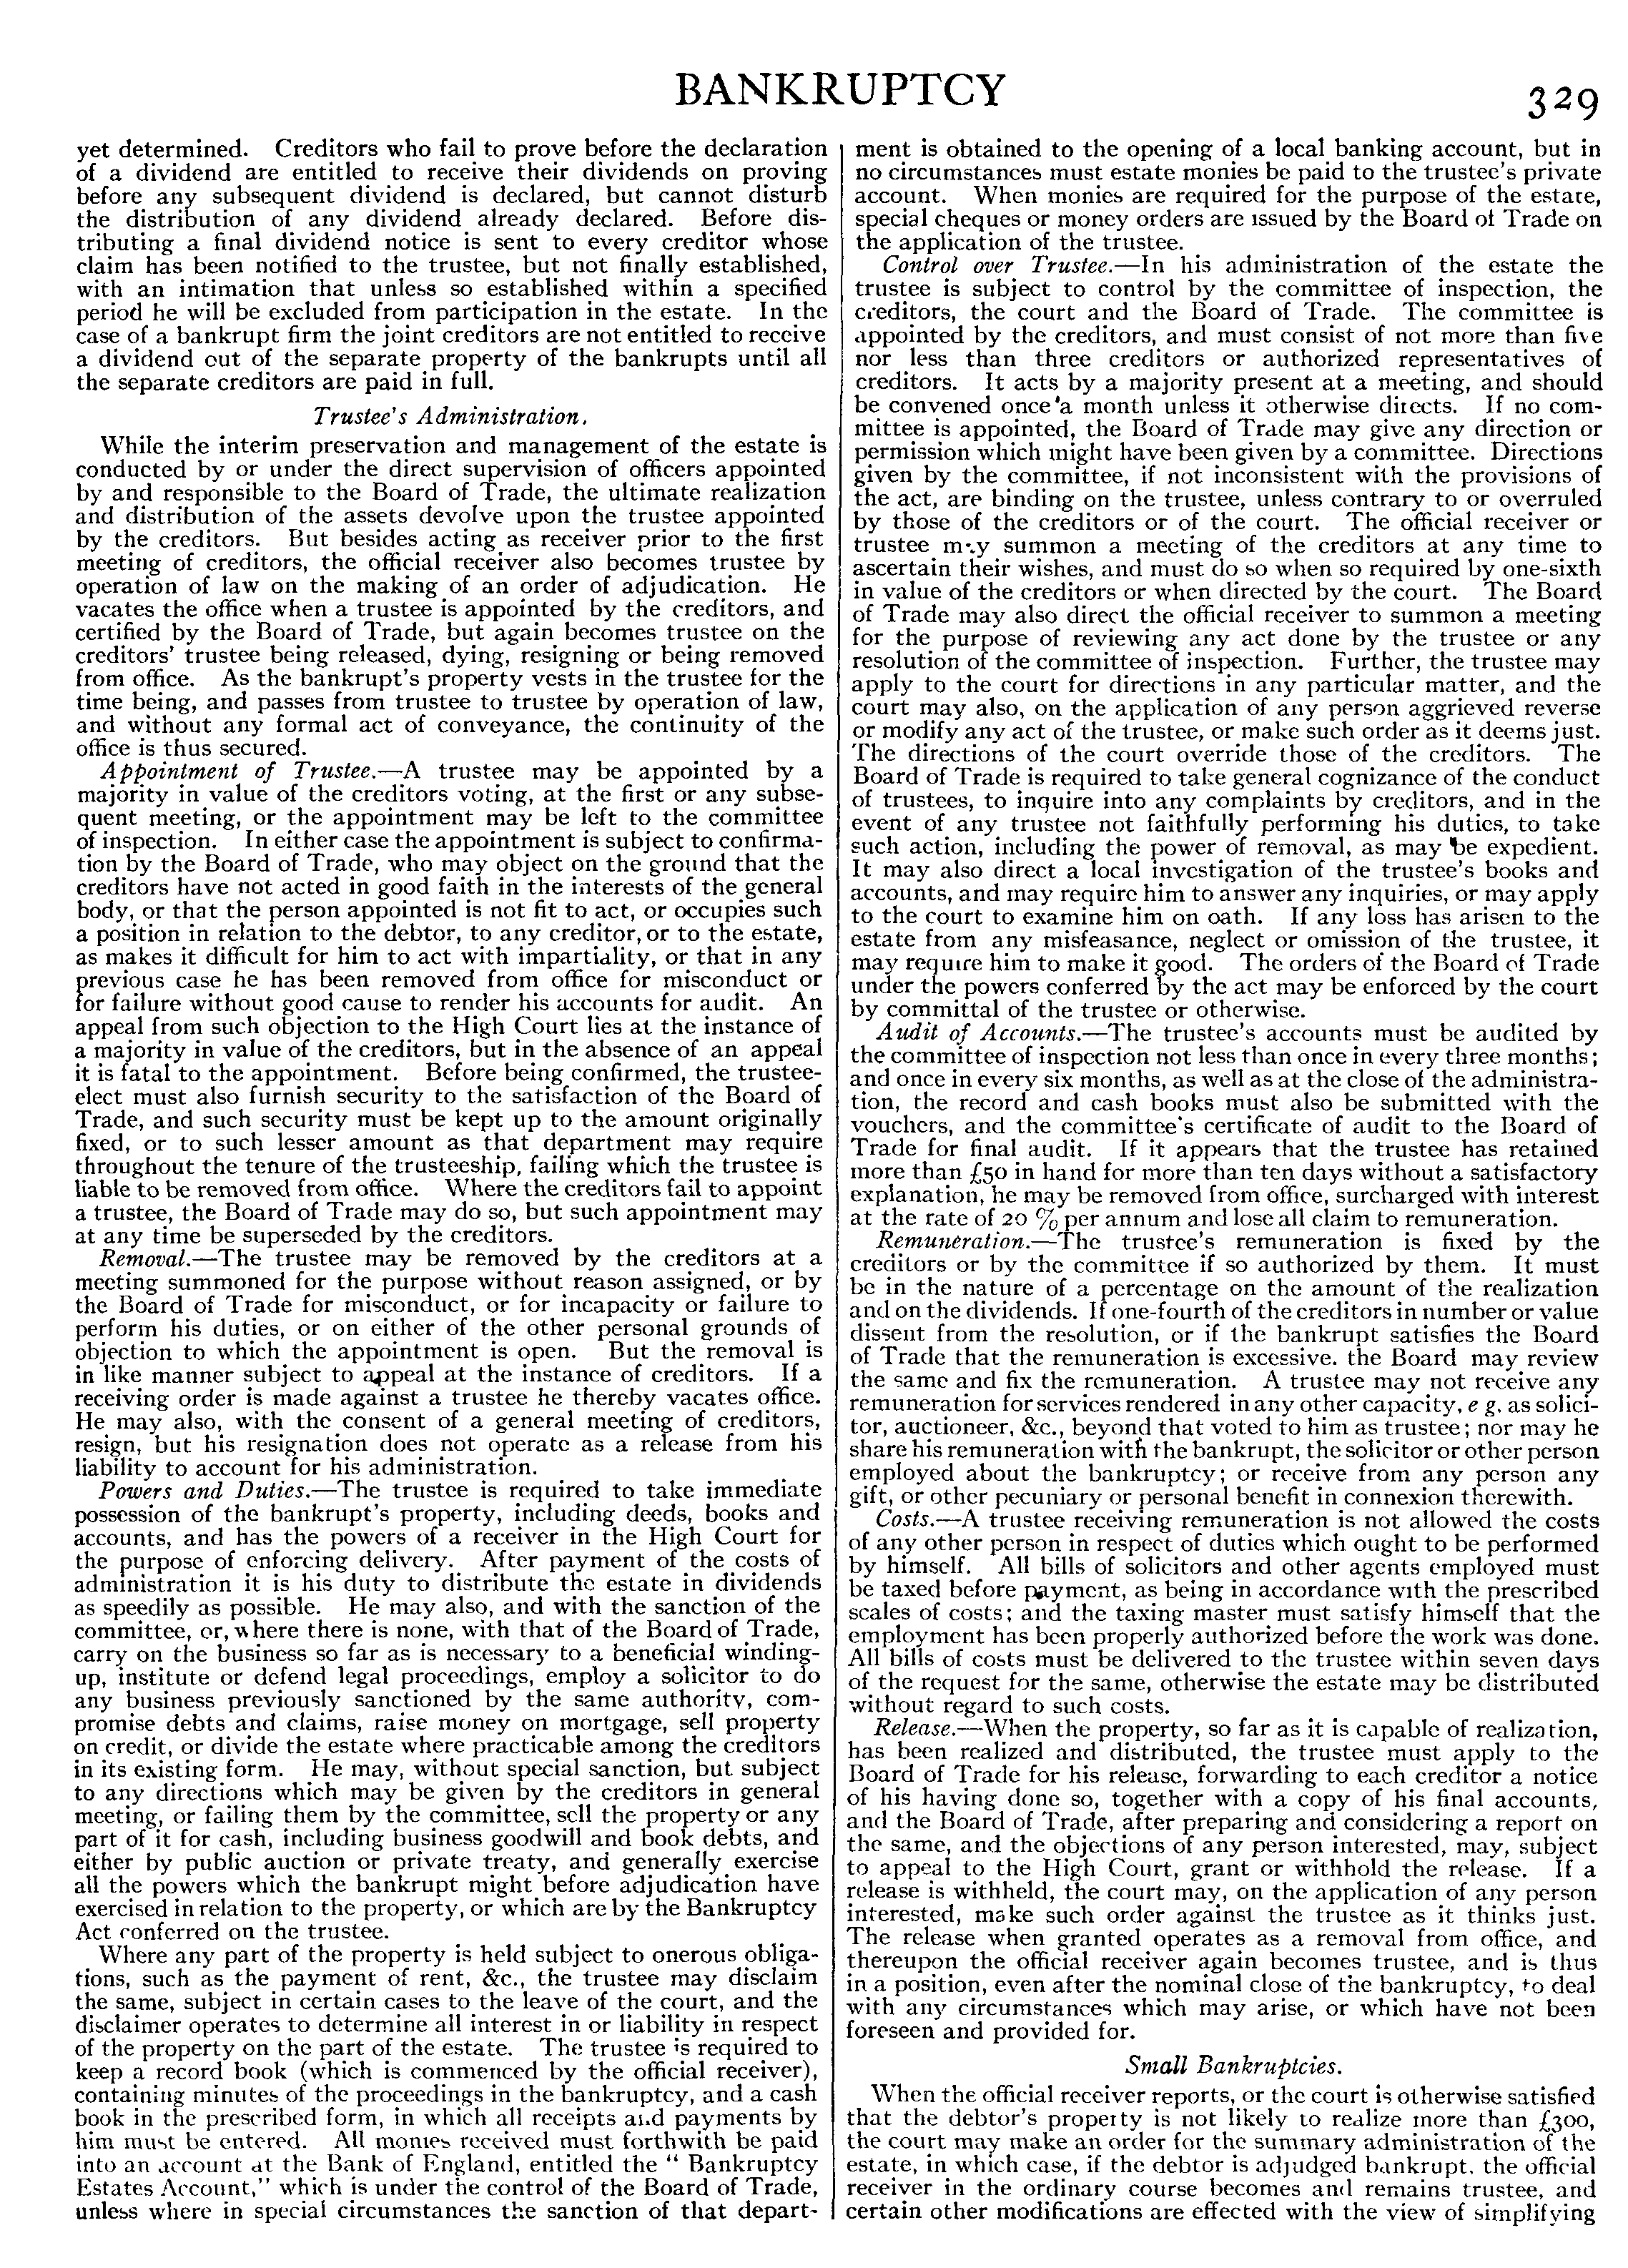 BANKRUPTCY
329
yet determined. Creditors who fail to prove before the declaration
of a dividend are entitled to receive their dividends on proving
before any subsequent dividend is declared, but cannot disturb
the distribution of any dividend already declared. Before dis-
tributing a final dividend notice is sent to every creditor whose
claim has been notified to the trustee, but not finally established,
with an intimation that unless so established within a specified
period he will be excluded from participation in the estate. In the
case of a bankrupt firm the joint creditors are not entitled to receive
a dividend out of the separate property of the bankrupts until all
the separate creditors are paid in full.
Trustee's Administration.
While the interim preservation and management of the estate is
conducted by or under the direct supervision of officers appointed
by and responsible to the Board of Trade, the ultimate realization
and distribution of the assets devolve upon the trustee appointed
by the creditors. But besides acting as receiver prior to the first
meeting of creditors, the official receiver also becomes trustee by
operation of law on the making of an order of adjudication. He
vacates the office when a trustee is appointed by the creditors, and
certified by the Board of Trade, but again becomes trustee on the
creditors' trustee being released, dying, resigning or being removed
from office. As the bankrupt's property vests in the trustee for the
time being, and passes from trustee to trustee by operation of law,
and without any formal act of conveyance, the continuity of the
office is thus secured.
Appointment of Trustee.—A trustee may be appointed by a
majority in value of the creditors voting, at the first or any subse-
quent meeting, or the appointment may be left to the committee
of inspection. In either case the appointment is subject to confirma-
tion by the Board of Trade, who may object on the ground that the
creditors have not acted in good faith in the interests of the general
body, or that the person appointed is not fit to act, or occupies such
a position in relation to the debtor, to any creditor, or to the estate,
as makes it difficult for him to act with impartiality, or that in any
previous case he has been removed from office for misconduct or
for failure without good cause to render his accounts for audit. An
appeal from such objection to the High Court lies at the instance of
a majority in value of the creditors, but in the absence of an appeal
it is fatal to the appointment. Before being confirmed, the trustee-
elect must also furnish security to the satisfaction of the Board of
Trade, and such security must be kept up to the amount originally
fixed, or to such lesser amount as that department may require
throughout the tenure of the trusteeship, failing which the trustee is
liable to be removed from office. Where the creditors fail to appoint
a trustee, the Board of Trade may do so, but such appointment may
at any time be superseded by the creditors.
Removal.—The trustee may be removed by the creditors at a
meeting summoned for the purpose without reason assigned, or by
the Board of Trade for misconduct, or for incapacity or failure to
perform his duties, or on either of the other personal grounds of
objection to which the appointment is open. But the removal is
in like manner subject to appeal at the instance of creditors. If a
receiving order is made against a trustee he thereby vacates office.
He may also, with the consent of a general meeting of creditors,
resign, but his resignation does not operate as a release from his
liability to account for his administration.
Powers and Duties.—The trustee is required to take immediate
possession of the bankrupt's property, including deeds, books and
accounts, and has the powers of a receiver in the High Court for
the purpose of enforcing delivery. After payment of the costs of
administration it is his duty to distribute the estate in dividends
as speedily as possible. He may also, and with the sanction of the
committee, or, where there is none, with that of the Board of Trade,
carry on the business so far as is necessary to a beneficial winding-
up, institute or defend legal proceedings, employ a solicitor to do
any business previously sanctioned by the same authority, com-
promise debts and claims, raise money on mortgage, sell property
on credit, or divide the estate where practicable among the creditors
in its existing form. He may, without special sanction, but subject
to any directions which may be given by the creditors in general
meeting, or failing them by the committee, sell the property or any
part of it for cash, including business goodwill and book debts, and
either by public auction or private treaty, and generally exercise
all the powers which the bankrupt might before adjudication have
exercised in relation to the property, or which are by the Bankruptcy
Act conferred on the trustee.
Where any part of the property is held subject to onerous obliga-
tions, such as the payment of rent, &c., the trustee may disclaim
the same, subject in certain cases to the leave of the court, and the
disclaimer operates to determine all interest in or liability in respect
of the property on the part of the estate. The trustee is required to
keep a record book (which is commenced by the official receiver),
containing minutes of the proceedings in the bankruptcy, and a cash
book in the prescribed form, in which all receipts and payments by
him must be entered. All monies received must forthwith be paid
into an account at the Bank of England, entitled the “ Bankruptcy
Estates Account,” which is under the control of the Board of Trade,
unless where in special circumstances the sanction of that depart-
ment is obtained to the opening of a local banking account, but in
no circumstances must estate monies be paid to the trustee's private
account. When monies are required for the purpose of the estate,
special cheques or money orders are issued by the Board of Trade on
the application of the trustee.
Control over Trustee.—In his administration of the estate the
trustee is subject to control by the committee of inspection, the
creditors, the court and the Board of Trade. The committee is
appointed by the creditors, and must consist of not more than five
nor less than three creditors or authorized representatives of
creditors. It acts by a majority present at a meeting, and should
be convened once a month unless it otherwise directs. If no com-
mittee is appointed, the Board of Trade may give any direction or
permission which might have been given by a committee. Directions
given by the committee, if not inconsistent with the provisions of
the act, are binding on the trustee, unless contrary to or overruled
by those of the creditors or of the court. The official receiver or
trustee may summon a meeting of the creditors at any time to
ascertain their wishes, and must do so when so required by one-sixth
in value of the creditors or when directed by the court. The Board
of Trade may also direct the official receiver to summon a meeting
for the purpose of reviewing any act done by the trustee or any
resolution of the committee of inspection. Further, the trustee may
apply to the court for directions in any particular matter, and the
court may also, on the application of any person aggrieved reverse
or modify any act of the trustee, or make such order as it deems just.
The directions of the court override those of the creditors. The
Board of Trade is required to take general cognizance of the conduct
of trustees, to inquire into any complaints by creditors, and in the
event of any trustee not faithfully performing his duties, to take
such action, including the power of removal, as may be expedient.
It may also direct a local investigation of the trustee's books and
accounts, and may require him to answer any inquiries, or may apply
to the court to examine him on oath. If any loss has arisen to the
estate from any misfeasance, neglect or omission of the trustee, it
may require him to make it good. The orders of the Board of Trade
under the powers conferred by the act may be enforced by the court
by committal of the trustee or otherwise.
Audit of Accounts.—The trustee's accounts must be audited by
the committee of inspection not less than once in every three months;
and once in every six months, as well as at the close of the administra-
tion, the record and cash books must also be submitted with the
vouchers, and the committee's certificate of audit to the Board of
Trade for final audit. If it appears that the trustee has retained
more than £50 in hand for more than ten days without a satisfactory
explanation, he may be removed from office, surcharged with interest
at the rate of 20 % per annum and lose all claim to remuneration.
Remuneration.—The trustee's remuneration is fixed by the
creditors or by the committee if so authorized by them. It must
be in the nature of a percentage on the amount of the realization
and on the dividends. If one-fourth of the creditors in number or value
dissent from the resolution, or if the bankrupt satisfies the Board
of Trade that the remuneration is excessive. the Board may review
the same and fix the remuneration. A trustee may not receive any
remuneration for services rendered in any other capacity, e g. as solici-
tor, auctioneer, &c., beyond that voted to him as trustee; nor may he
share his remuneration with the bankrupt, the solicitor or other person
employed about the bankruptcy; or receive from any person any
gift, or other pecuniary or personal benefit in connexion therewith.
Costs.—A trustee receiving remuneration is not allowed the costs
of any other person in respect of duties which ought to be performed
by himself. All bills of solicitors and other agents employed must
be taxed before payment, as being in accordance with the prescribed
scales of costs; and the taxing master must satisfy himself that the
employment has been properly authorized before the work was done.
All bills of costs must be delivered to the trustee within seven days
of the request for the same, otherwise the estate may be distributed
without regard to such costs.
Release.—When the property, so far as it is capable of realization,
has been realized and distributed, the trustee must apply to the
Board of Trade for his release, forwarding to each creditor a notice
of his having done so, together with a copy of his final accounts,
and the Board of Trade, after preparing and considering a report on
the same, and the objections of any person interested, may, subject
to appeal to the High Court, grant or withhold the release. If a
release is withheld, the court may, on the application of any person
interested, make such order against the trustee as it thinks just.
The release when granted operates as a removal from office, and
thereupon the official receiver again becomes trustee, and is thus
in a position, even after the nominal close of the bankruptcy, to deal
with any circumstances which may arise, or which have not been
foreseen and provided for.
Small Bankruptcies.
When the official receiver reports, or the court is otherwise satisfied
that the debtor's property is not likely to realize more than £300,
the court may make an order for the summary administration of the
estate, in which case, if the debtor is adjudged bankrupt, the official
receiver in the ordinary course becomes and remains trustee, and
certain other modifications are effected with the view of simplifying